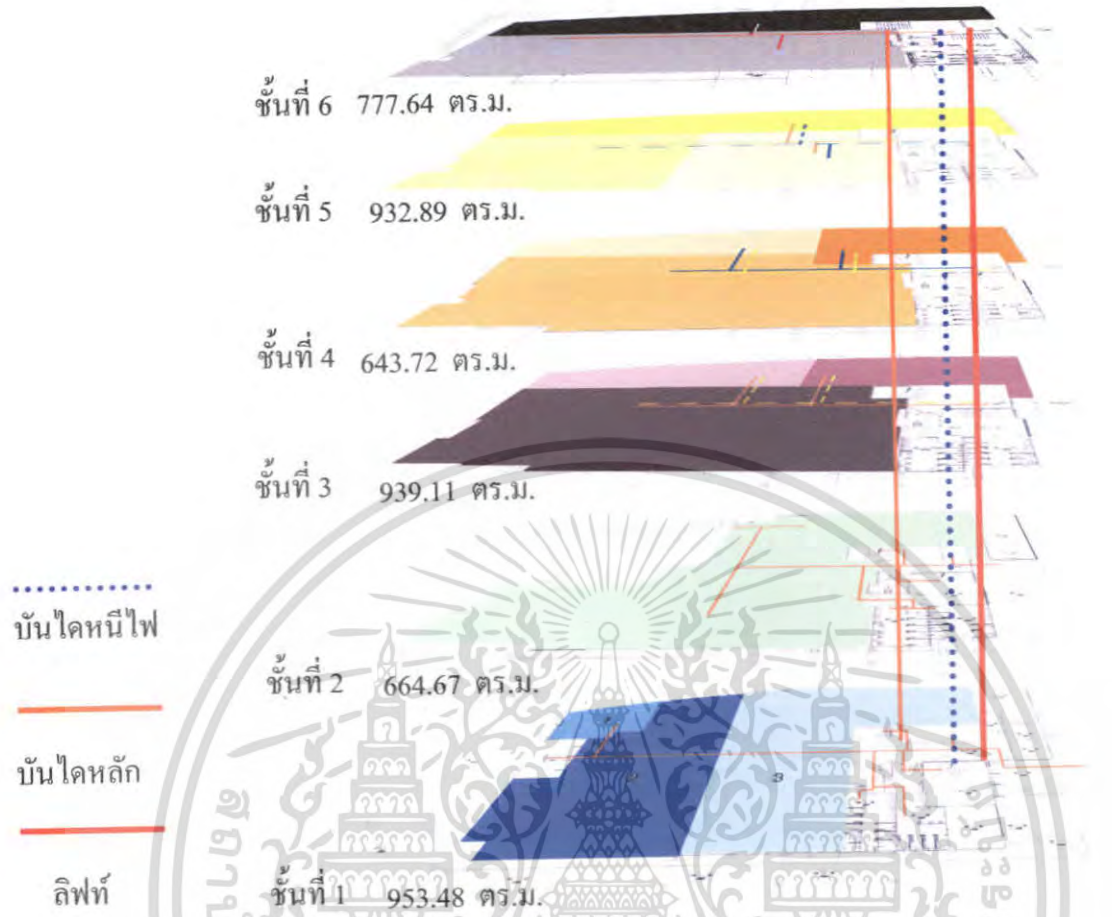 ชั้นที่ 6 777.64 ตร.ม.
ชั้นที่ 5 932.89 ตร.ม.
ชั้นที่ 4 643.72 ตร.ม.
ชั้นที่ 3 939.11 ตร.ม.
บันไดหนีไฟ
ชั้นที่ 2 664.67 ตร.ม.
บันไดหลัก
2
3
ลิฟท์
ชั้นที่ 1 953.48 ตร.ม.